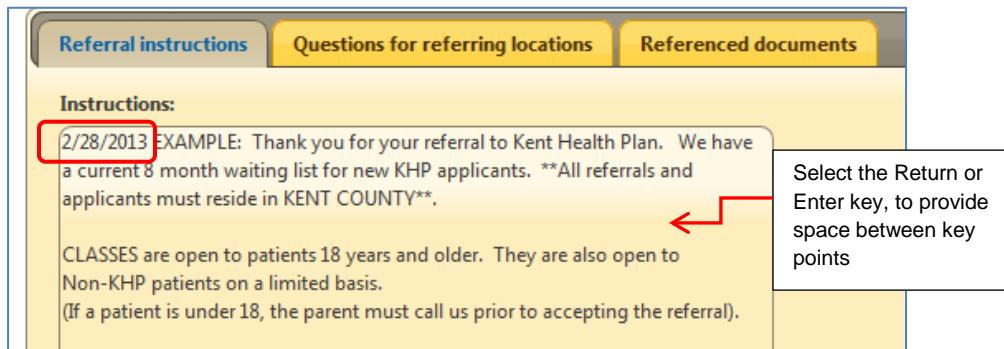 Referral instructions
Questions for referring locations
Referenced documents
Instructions:
2/28/2013 EXAMPLE:  Thank you for your referral to Kent Health Plan.   We have
a current 8 month waiting list for new KHP applicants.  **All referrals and
applicants must reside in KENT COUNTY**.
CLASSES are open to patients 18 years and older.  They are also open to
Non-KHP patients on a limited basis.
(If a patient is under 18, the parent must call us prior to accepting the referral).
Select the Return or
Enter key, to provide
space between key
points